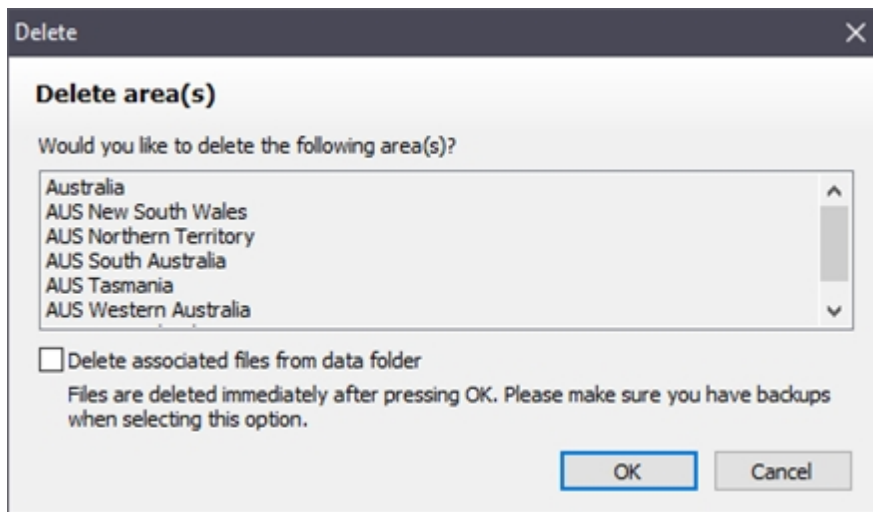 Delete
Delete area(s)
Would you like to delete the following area(s)?
Australia
AUS New South Wales
AUS Northern Territory
AUS South Australia
AUS Tasmania
AUS Western Australia
Delete associated files from data folder
Files are deleted immediately after pressing OK. Please make sure you have backups
when selecting this option.
OK
Cancel